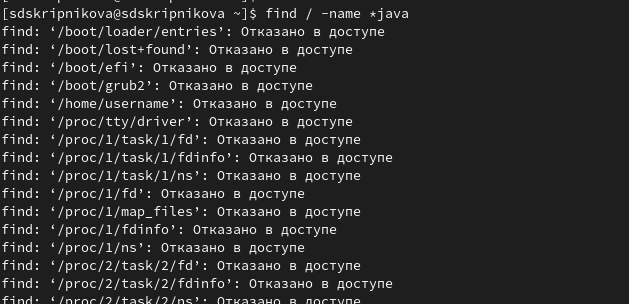 [sdskripnikova@sdskripnikova ~]$ find / -name *java
find: ‘/boot/loader/entries’: Отказано в доступе
find: ‘/boot/lost+found’: Отказано в доступе
find: ‘/boot/efi’: Отказано в доступе
find: ‘/boot/grub2’: Отказано в доступе
find: ‘/home/username’: Отказано в доступе
find: ‘/proc/tty/driver’: Отказано в доступе
find: ‘/proc/1/task/1/fd’: Отказано в доступе
find: ‘/proc/1/task/1/fdinfo’: Отказано в доступе
find: ‘/proc/1/task/1/ns’: Отказано в доступе
find: ‘/proc/1/fd’: Отказано в доступе
find: ‘/proc/1/map_files’: Отказано в доступе
find: ‘/proc/1/fdinfo’: Отказано в доступе
find: ‘/proc/1/ns’: Отказано в доступе
find: ‘/proc/2/task/2/fd’: Отказано в доступе
find: ‘/proc/2/task/2/fdinfo’: Отказано в доступе
find: ‘/proc/2/task/2/ns’: Отказано в доступе